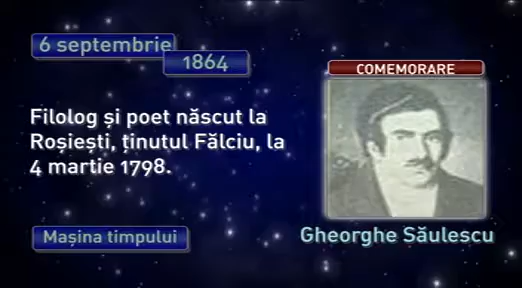 6 septembrie
1864
COMEMORARE
Filolog și poet născut la
Roșiești, ținutul Fălciu, la
4 martie 1798.
Mașina timpului
Gheorghe Săulescu